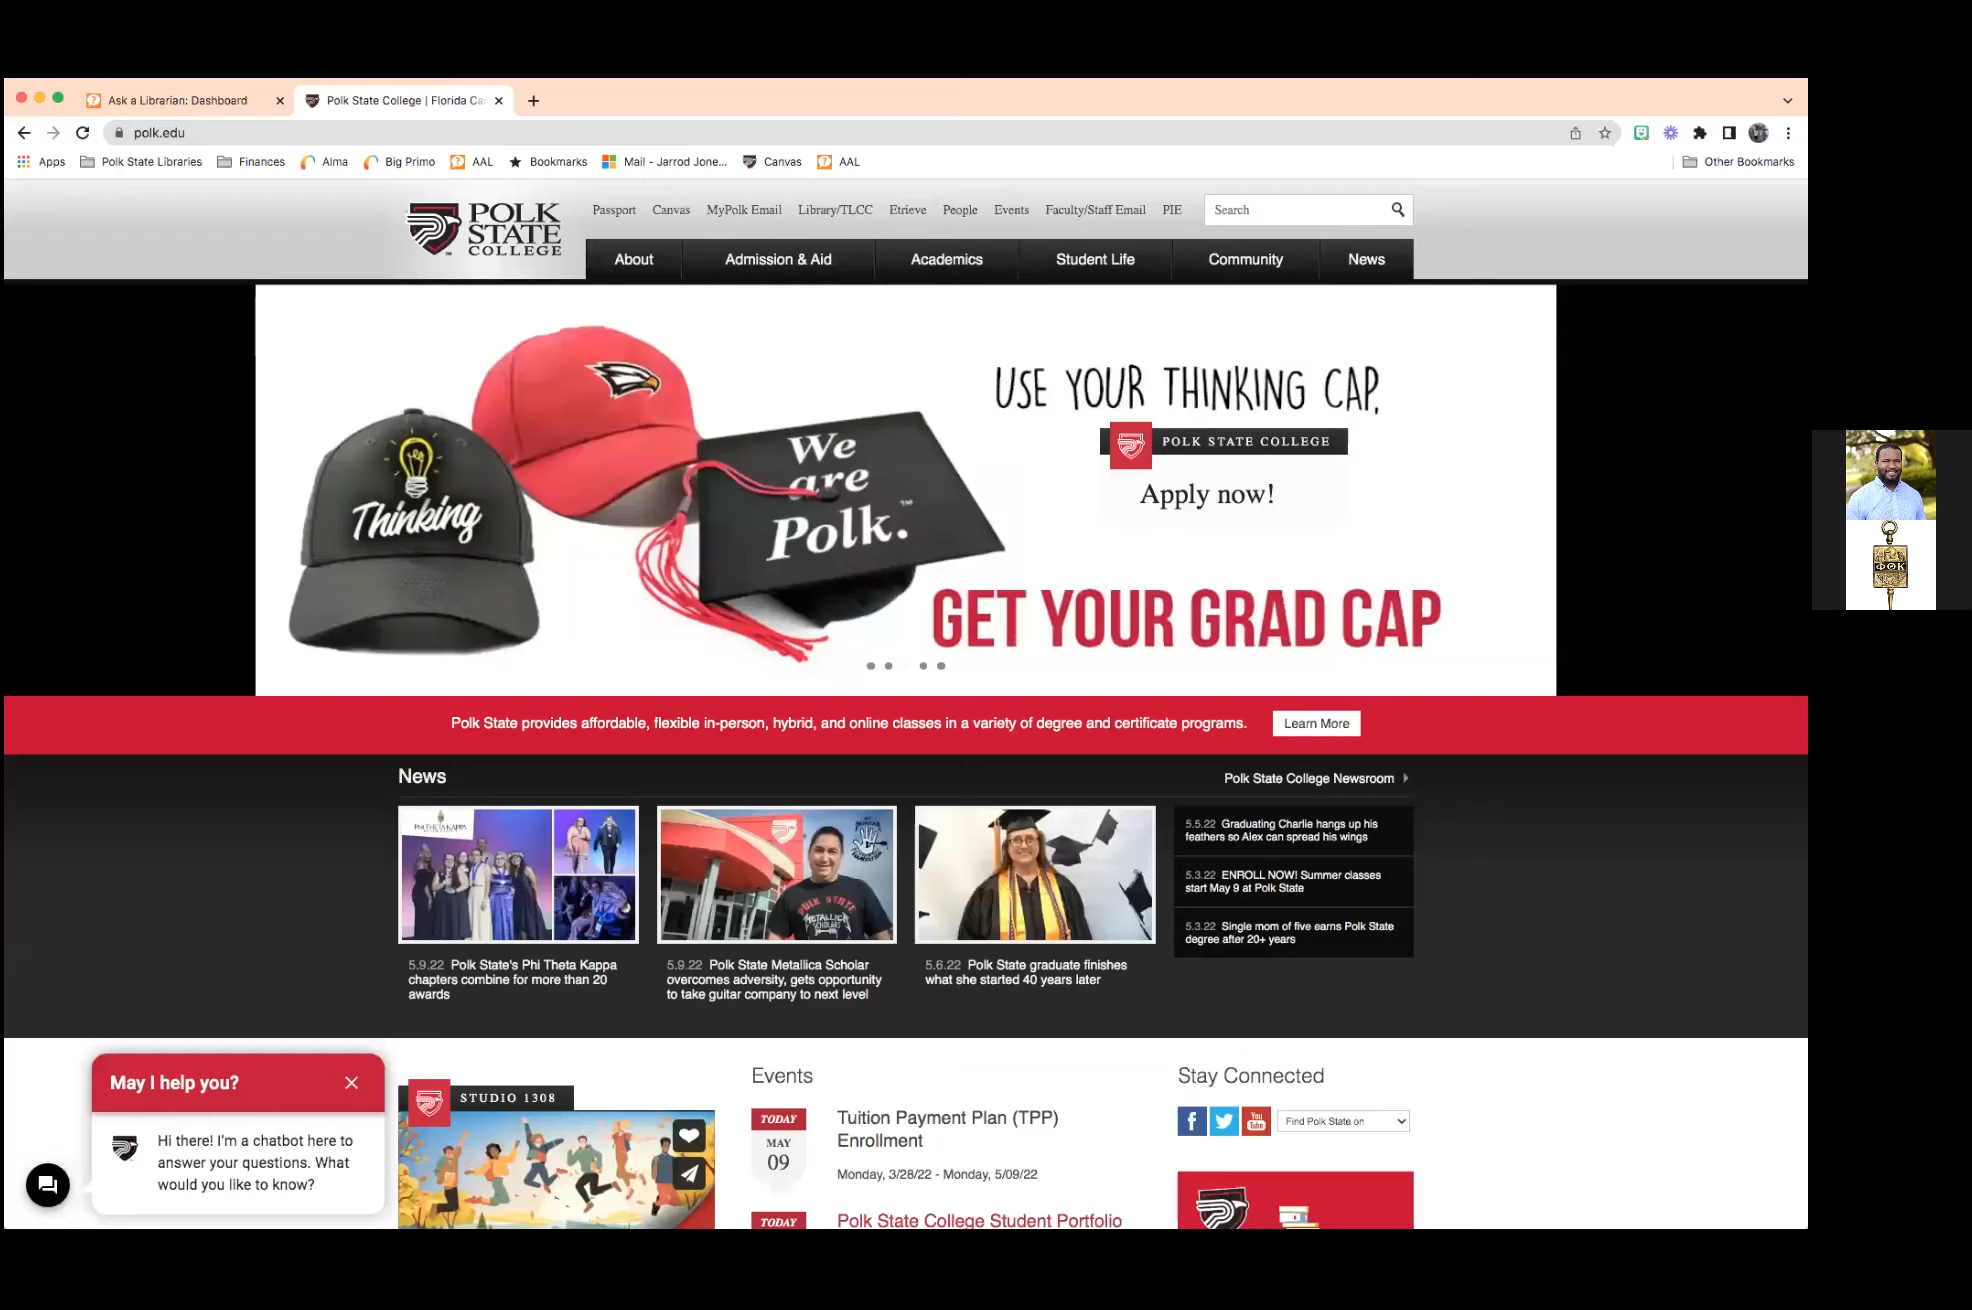 Ask a Librarian: Dashboard
Polk State College | Florida Ca
polk.edu
Apps
Polk State Libraries
Finances
Alma
Big Primo
AAL
Bookmarks
Mail - Jarrod Jone...
Canvas
AAL
Other Bookmarks
POLK
STATE
COLLEGE
Passport
Canvas
MyPolk Email
Library/TLCC
Etrieve
People
Events
Faculty/Staff Email
PIE
Search
About
Admission & Aid
Academics
Student Life
Community
News
Thinking
We
are
Polk.™
USE YOUR THINKING CAP,
POLK STATE COLLEGE
Apply now!
GET YOUR GRAD CAP
ΦΘΚ
Polk State provides affordable, flexible in-person, hybrid, and online classes in a variety of degree and certificate programs.
Learn More
News
Polk State College Newsroom
PHI THETA KAPPA
POLK STATE
METALLICA
SCHOLARS
5.9.22 Polk State's Phi Theta Kappa
chapters combine for more than 20
awards
5.9.22 Polk State Metallica Scholar
overcomes adversity, gets opportunity
to take guitar company to next level
5.6.22 Polk State graduate finishes
what she started 40 years later
5.5.22 Graduating Charlie hangs up his
feathers so Alex can spread his wings
5.3.22 ENROLL NOW! Summer classes
start May 9 at Polk State
5.3.22 Single mom of five earns Polk State
degree after 20+ years
May I help you?
Hi there! I'm a chatbot here to
answer your questions. What
would you like to know?
STUDIO 1308
Events
TODAY
MAY
09
Tuition Payment Plan (TPP)
Enrollment
Monday, 3/28/22 - Monday, 5/09/22
TODAY
Polk State College Student Portfolio
Stay Connected
You
Tube
Find Polk State on